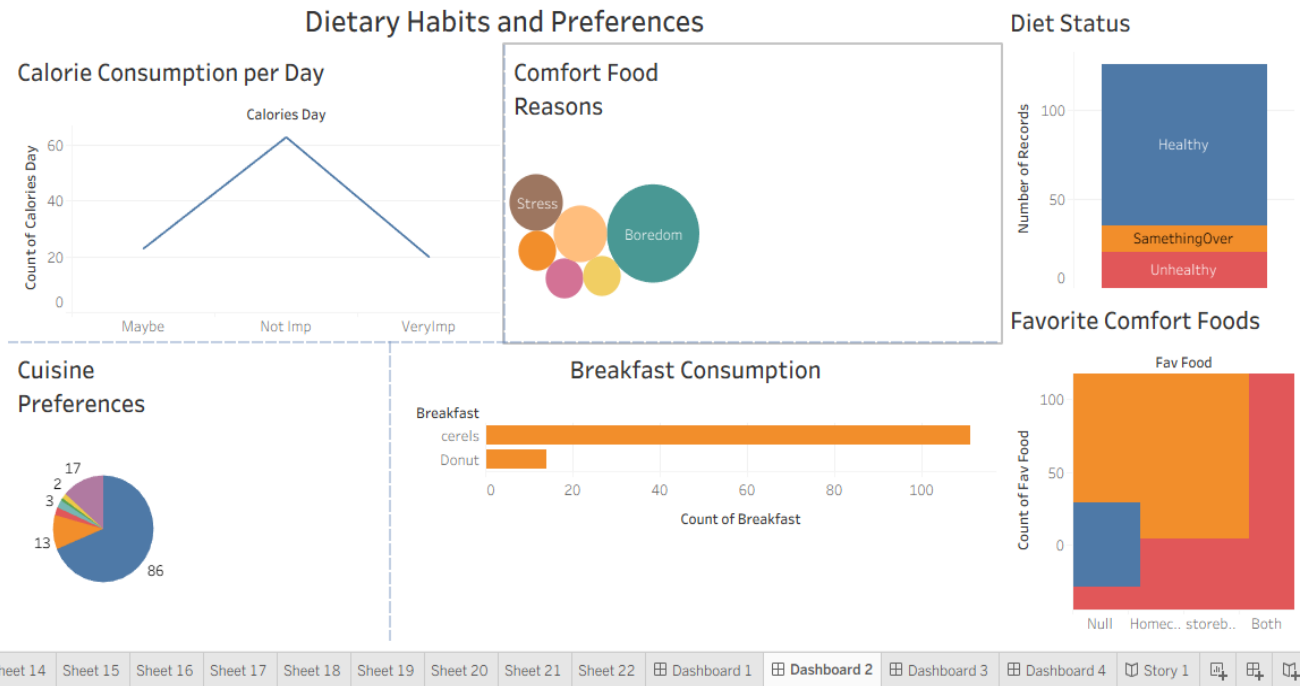 Dietary Habits and Preferences
Calorie Consumption per Day
Calories Day
Count of Calories Day
60
40
20
0
Maybe
Not Imp
VeryImp
Comfort Food
Reasons
Stress
Boredom
Diet Status
Number of Records
100
50
0
Healthy
SamethingOver
Unhealthy
Cuisine
Preferences
17
2
3
13
86
Breakfast Consumption
Breakfast
cerels
Donut
0
20
40
60
80
100
Count of Breakfast
Favorite Comfort Foods
Fav Food
Count of Fav Food
100
50
0
Null
Homec..
storeb..
Both
heet 14
Sheet 15
Sheet 16
Sheet 17
Sheet 18
Sheet 19
Sheet 20
Sheet 21
Sheet 22
Dashboard 1
Dashboard 2
Dashboard 3
Dashboard 4
Story 1